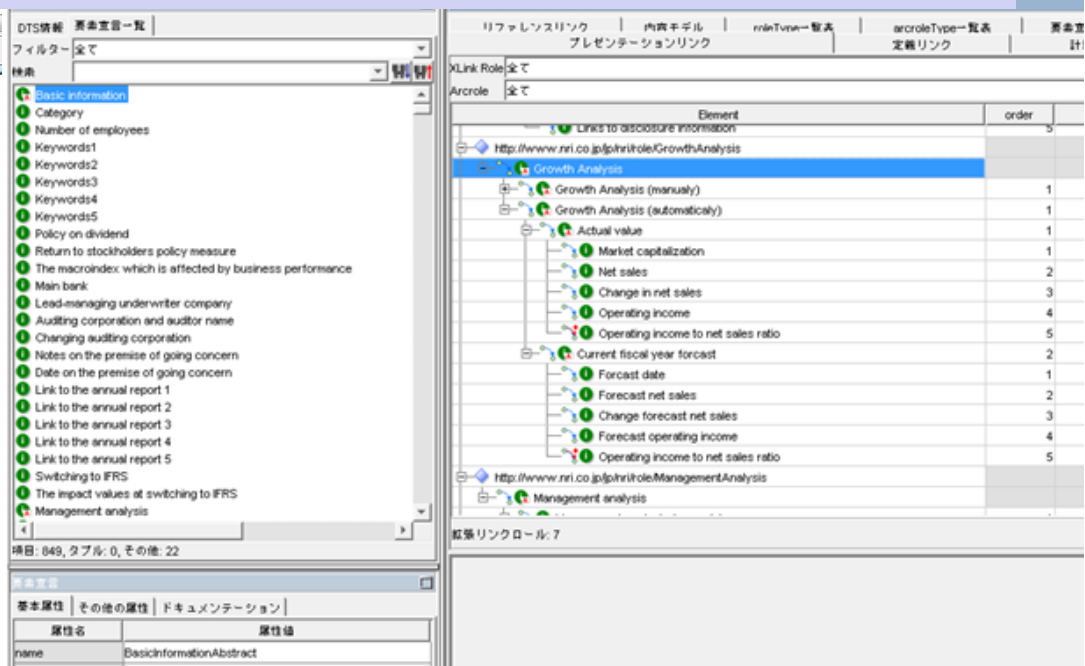 DTS情報 要素宣言一覧
フィルター 全て
検索
Basic information
Category
Number of employees
Keywords1
Keywords2
Keywords3
Keywords4
Keywords5
Policy on dividend
Return to stockholders policy measure
The macroindex which is affected by business performance
Main bank
Lead-managing underwriter company
Auditing corporation and auditor name
Changing auditing corporation
Notes on the premise of going concern
Date on the premise of going concern
Link to the annual report 1
Link to the annual report 2
Link to the annual report 3
Link to the annual report 4
Link to the annual report 5
Switching to IFRS
The impact values at switching to IFRS
Management analysis
項目: 849, タプル: 0, その他: 22
要素宣言
基本属性 その他の属性 ドキュメンテーション
属性名 属性値
name BasicInformationAbstract
リファレンスリンク 内容モデル roleType一覧表 arcroleType一覧表 要素宣
プレゼンテーションリンク 定義リンク 計
XLink Role 全て
Arcrole 全て
Element order
Links to disclosure information 5
http://www.nri.co.jp/jp/nri/role/GrowthAnalysis
Growth Analysis
Growth Analysis (manualy) 1
Growth Analysis (automaticaly) 1
Actual value 1
Market capitalization 1
Net sales 2
Change in net sales 3
Operating income 4
Operating income to net sales ratio 5
Current fiscal year forcast 2
Forcast date 1
Forecast net sales 2
Change forecast net sales 3
Forecast operating income 4
Operating income to net sales ratio 5
http://www.nri.co.jp/jp/nri/role/ManagementAnalysis
Management analysis
拡張リンクロール: 7